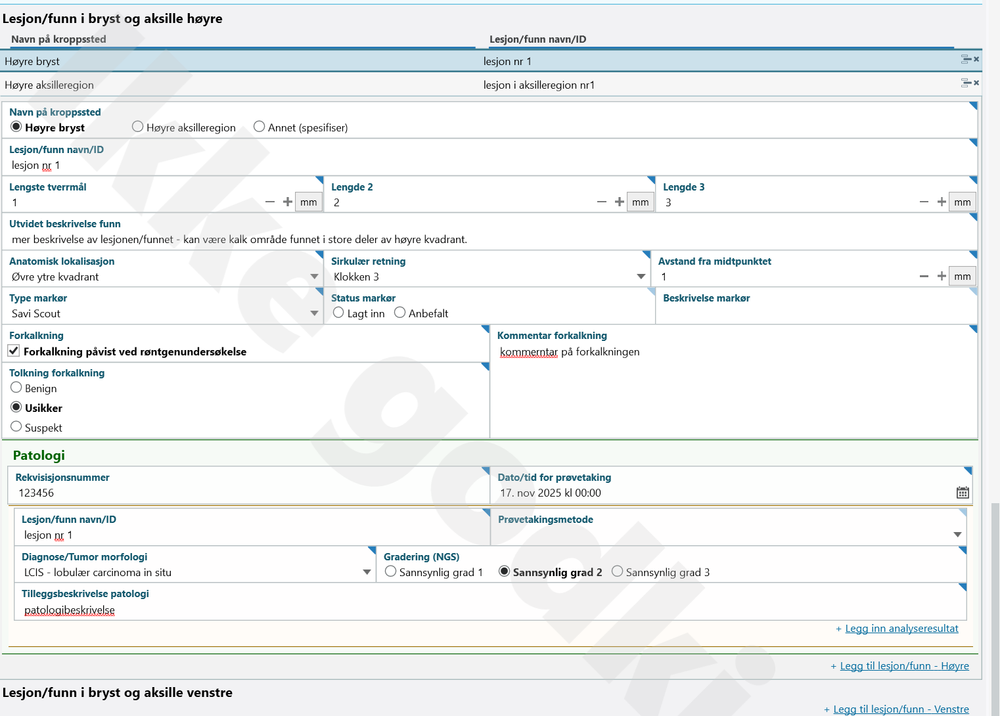 Lesjon/funn i bryst og aksille høyre
Navn på kroppssted Lesjon/funn navn/ID
Høyre bryst lesjon nr 1
Høyre aksilleregion lesjon i aksilleregion nr1
Navn på kroppssted
Høyre bryst Høyre aksilleregion Annet (spesifiser)
Lesjon/funn navn/ID
lesjon nr 1
Lengste tverrmål Lengde 2 Lengde 3
1 mm 2 mm 3 mm
Utvidet beskrivelse funn
mer beskrivelse av lesjonen/funnet - kan være kalk område funnet i store deler av høyre kvadrant.
Anatomisk lokalisasjon Sirkulær retning Avstand fra midtpunktet
Øvre ytre kvadrant Klokken 3 1 mm
Type markør Status markør Beskrivelse markør
Savi Scout Lagt inn Anbefalt
Forkalkning Kommentar forkalkning
Forkalkning påvist ved røntgenundersøkelse kommerntar på forkalkningen
Tolkning forkalkning
Benign
Usikker
Suspekt
Patologi
Rekvisisjonsnummer Dato/tid for prøvetaking
123456 17. nov 2025 kl 00:00
Lesjon/funn navn/ID Prøvetakingsmetode
lesjon nr 1
Diagnose/Tumor morfologi Gradering (NGS)
LCIS - lobulær carcinoma in situ Sannsynlig grad 1 Sannsynlig grad 2 Sannsynlig grad 3
Tilleggsbeskrivelse patologi
patologibeskrivelse
+ Legg inn analyseresultat
+ Legg til lesjon/funn - Høyre
Lesjon/funn i bryst og aksille venstre
+ Legg til lesjon/funn - Venstre
Ikke godkj